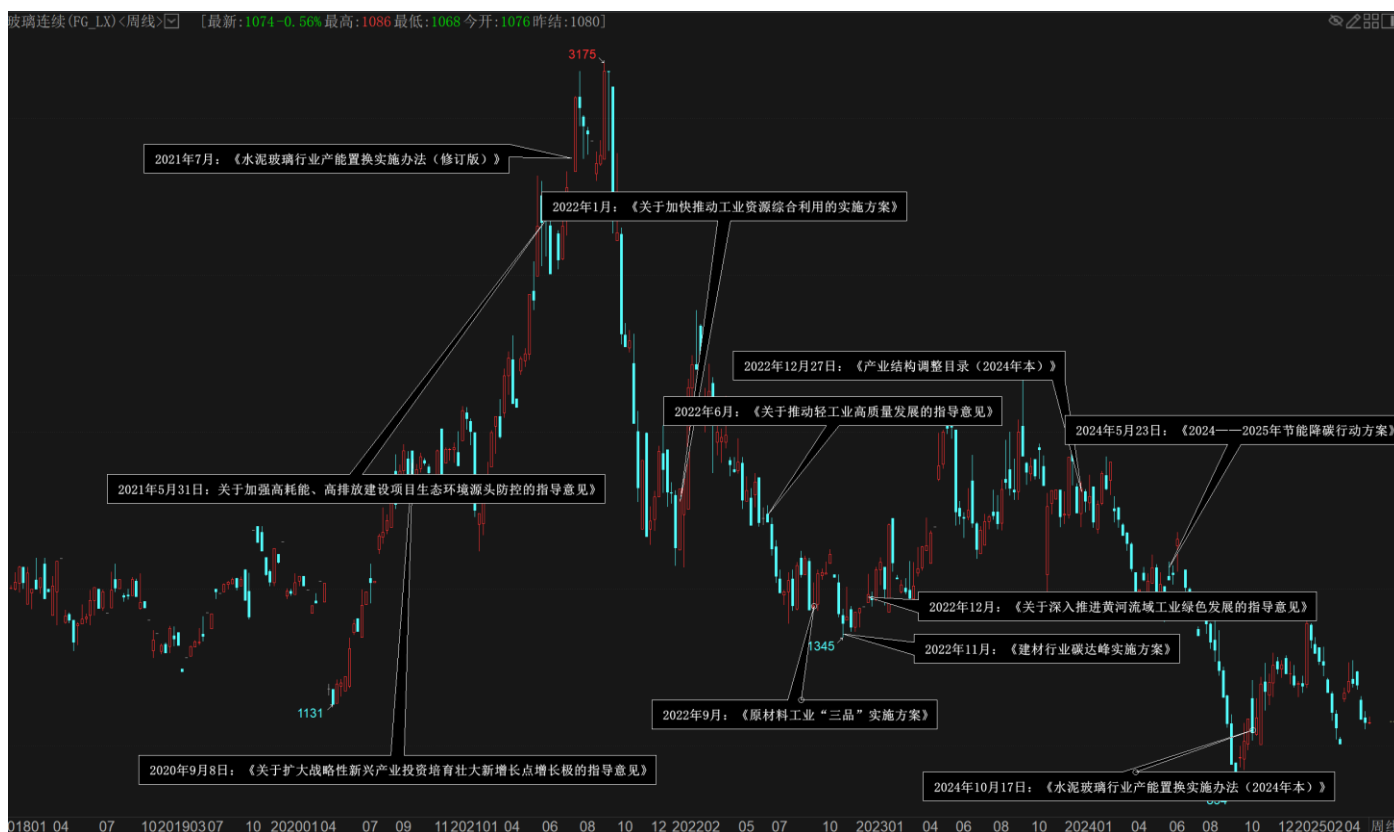 玻璃连续(FG_LX)<周线> [最新:1074-0.56%最高:1086最低:1068今开:1076昨结:1080]
3175
2021年7月：《水泥玻璃行业产能置换实施办法（修订版）》
2022年1月：《关于加快推动工业资源综合利用的实施方案》
2022年12月27日：《产业结构调整目录（2024年本）》
2022年6月：《关于推动轻工业高质量发展的指导意见》
2024年5月23日：《2024——2025年节能降碳行动方案》
2021年5月31日：关于加强高耗能、高排放建设项目生态环境源头防控的指导意见》
2022年12月：《关于深入推进黄河流域工业绿色发展的指导意见》
1345
2022年11月：《建材行业碳达峰实施方案》
1131
2022年9月：《原材料工业“三品”实施方案》
2020年9月8日：《关于扩大战略性新兴产业投资培育壮大新增长点增长极的指导意见》
2024年10月17日：《水泥玻璃行业产能置换实施办法（2024年本）》
01801 04 07 10201903 07 10 202001 04 07 09 11202101 04 06 08 10 12 202202 05 07 10 202301 04 06 08 10 202401 04 06 08 10 12202502 04 周线